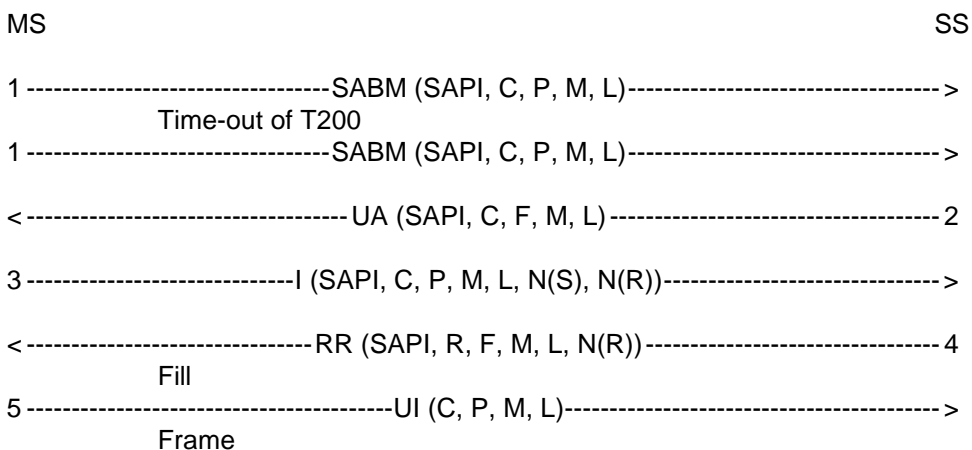 MS SS
1 ----------------------------------SABM (SAPI, C, P, M, L)----------------------------------- >
Time-out of T200
1 ----------------------------------SABM (SAPI, C, P, M, L)----------------------------------- >
< ------------------------------------ UA (SAPI, C, F, M, L) ------------------------------------- 2
3 ------------------------------I (SAPI, C, P, M, L, N(S), N(R))------------------------------- >
< -------------------------------- RR (SAPI, R, F, M, L, N(R)) --------------------------------- 4
Fill
5 -----------------------------------------UI (C, P, M, L)------------------------------------------ >
Frame